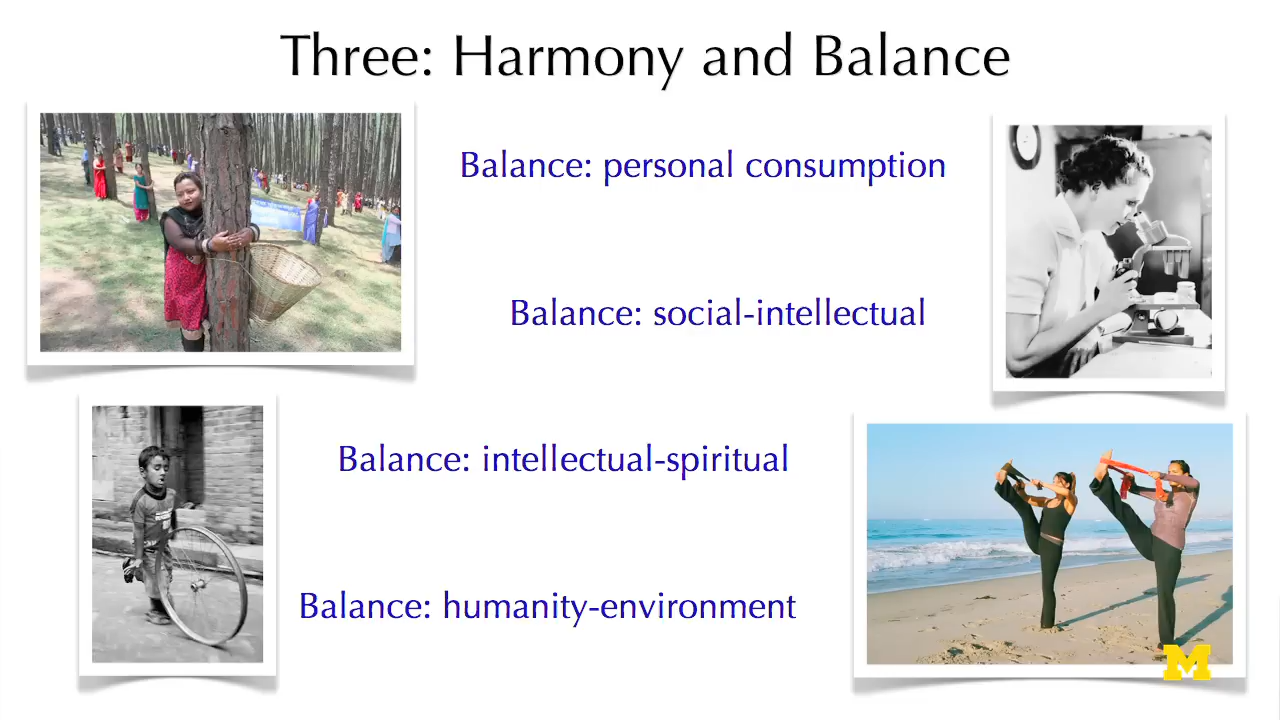 Three: Harmony and Balance
Balance: personal consumption
Balance: social-intellectual
Balance: intellectual-spiritual
Balance: humanity-environment
M